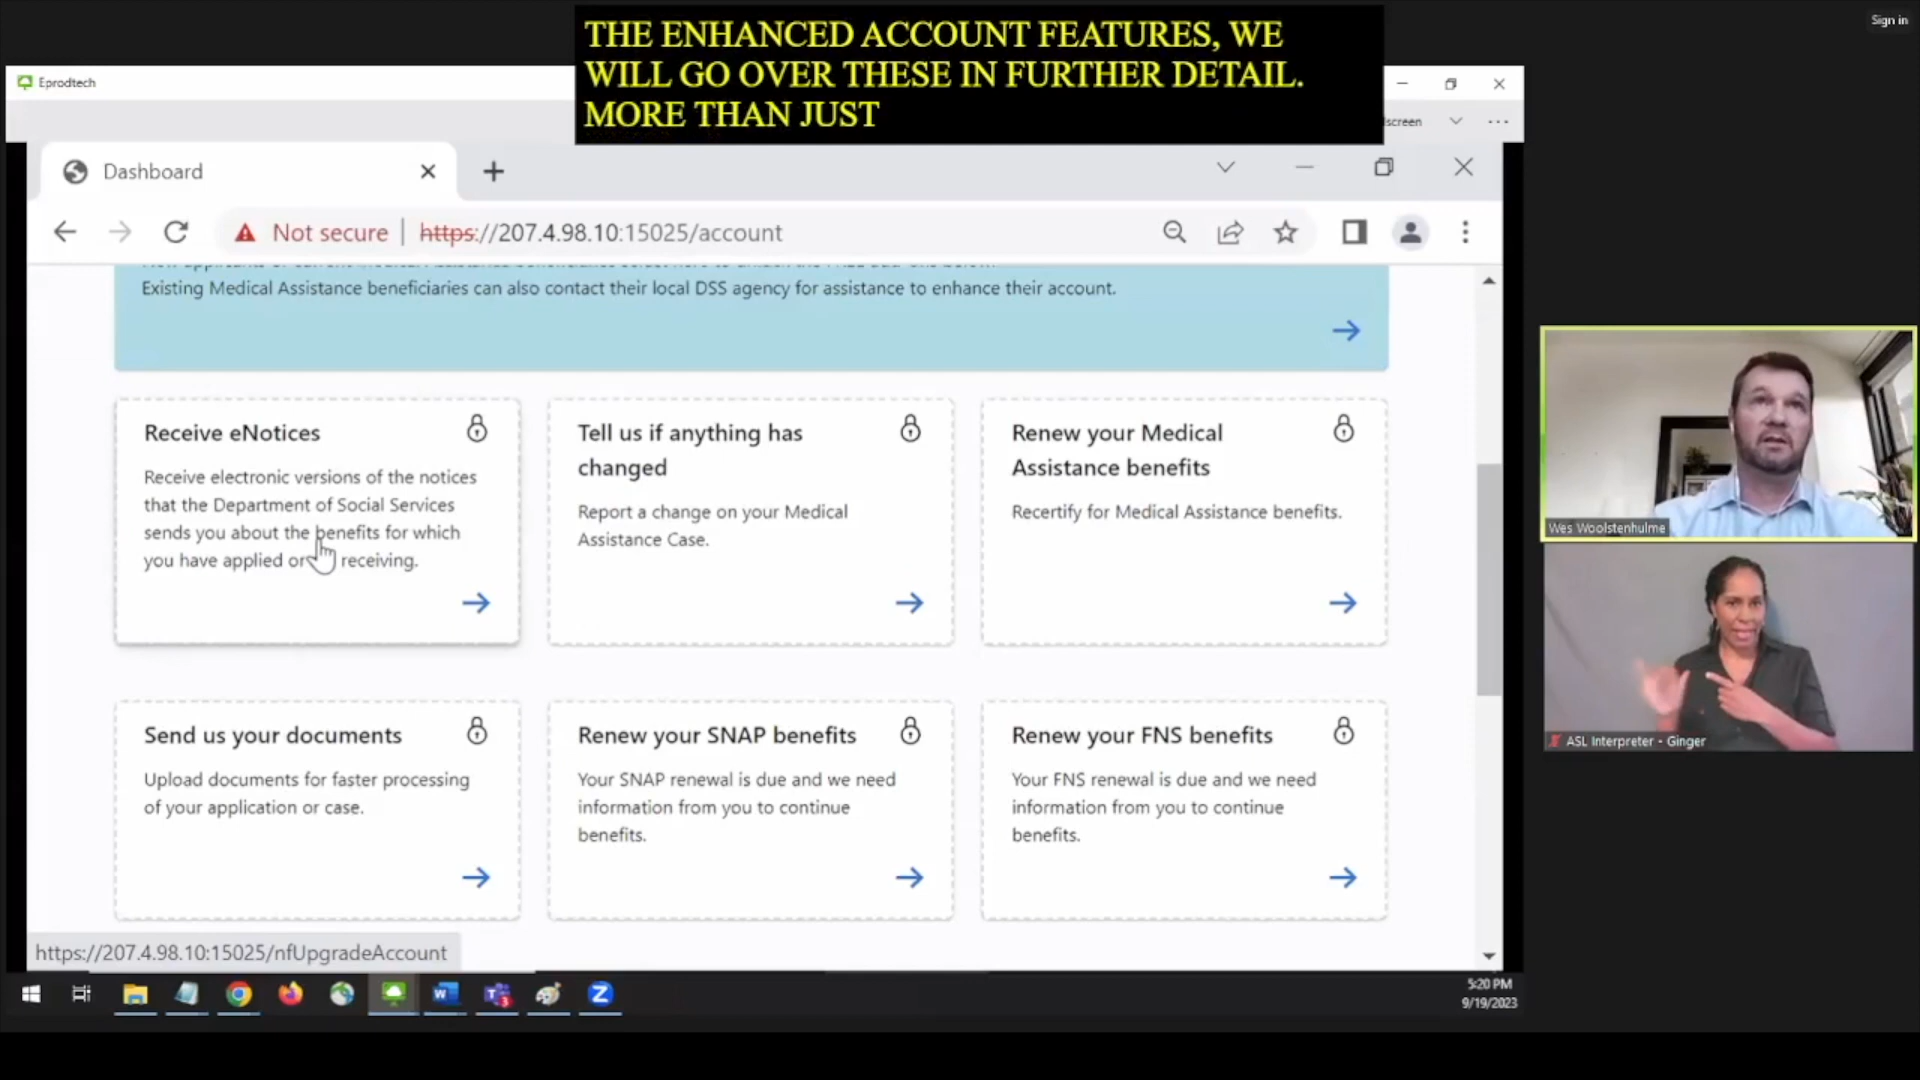 Sign in
THE ENHANCED ACCOUNT FEATURES, WE
WILL GO OVER THESE IN FURTHER DETAIL.
MORE THAN JUST
Eprodtech
Dashboard
Not secure
https://207.4.98.10:15025/account
Existing Medical Assistance beneficiaries can also contact their local DSS agency for assistance to enhance their account.
Receive eNotices
Receive electronic versions of the notices
that the Department of Social Services
sends you about the benefits for which
you have applied or receiving.
Tell us if anything has
changed
Report a change on your Medical
Assistance Case.
Renew your Medical
Assistance benefits
Recertify for Medical Assistance benefits.
Send us your documents
Upload documents for faster processing
of your application or case.
Renew your SNAP benefits
Your SNAP renewal is due and we need
information from you to continue
benefits.
Renew your FNS benefits
Your FNS renewal is due and we need
information from you to continue
benefits.
https://207.4.98.10:15025/nfUpgradeAccount
5:20 PM
9/19/2023
Wes Woolstenhulme
ASL Interpreter - Ginger